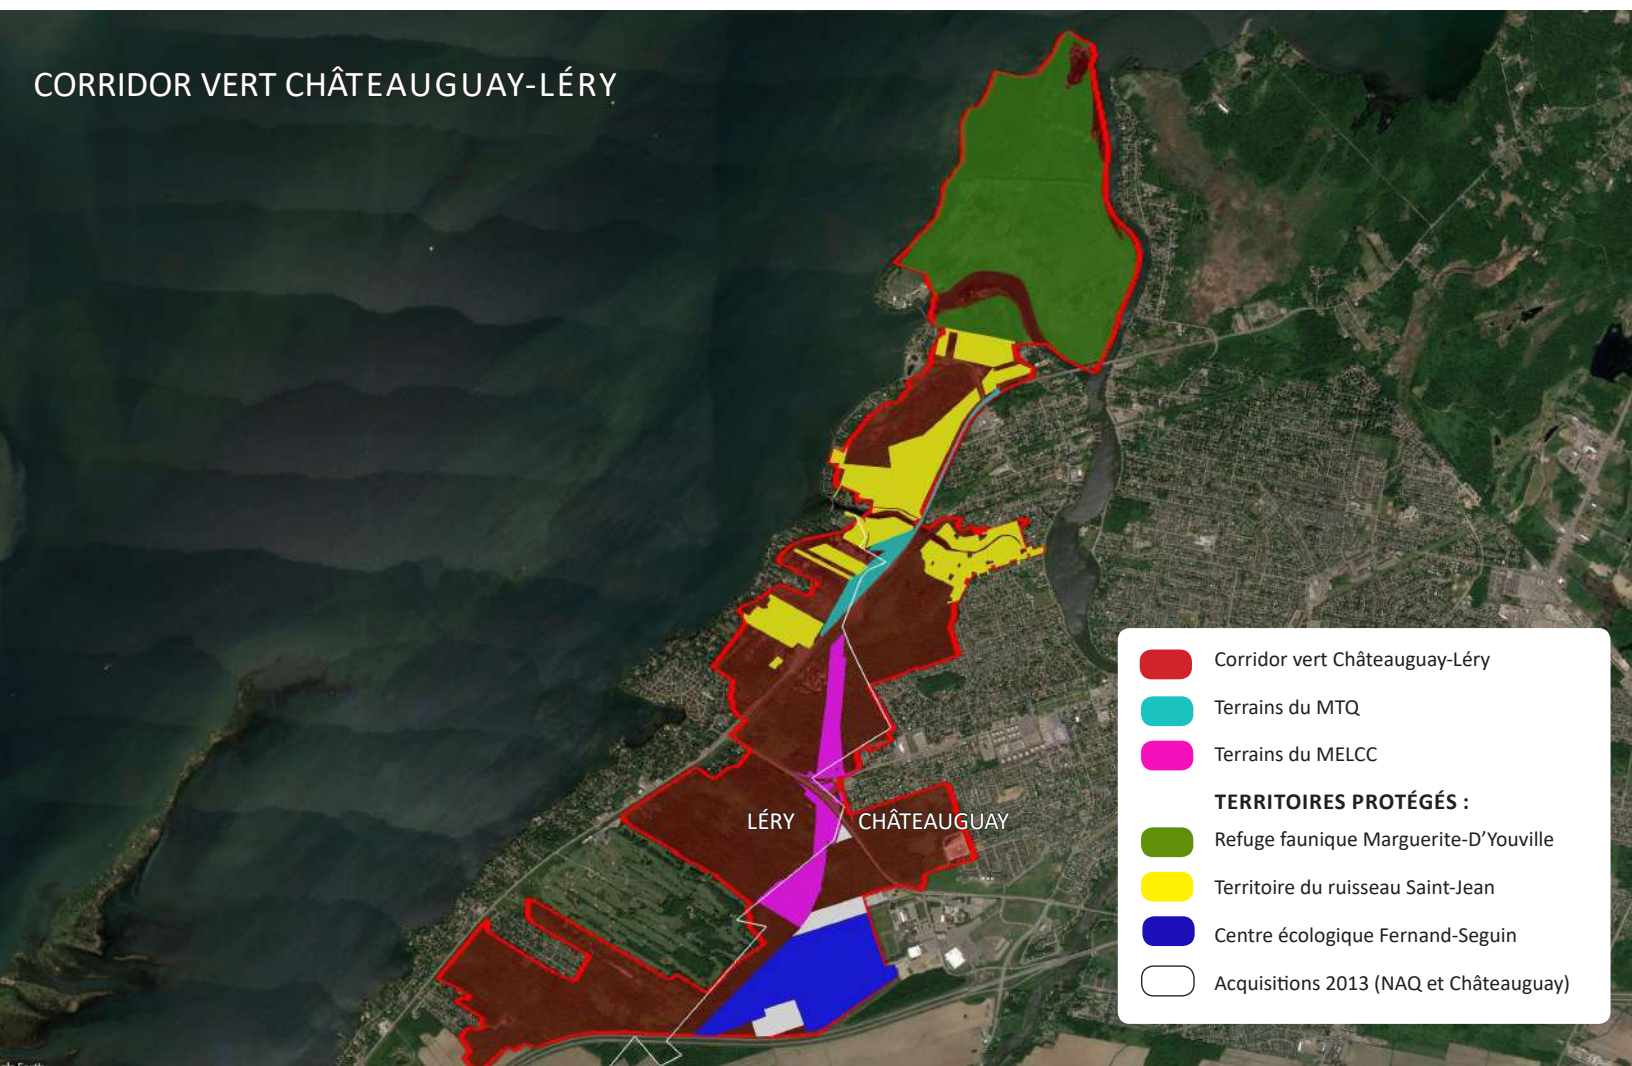 CORRIDOR VERT CHÂTEAUGUAY-LÉRY
LÉRY
CHÂTEAUGUAY
Corridor vert Châteauguay-Léry
Terrains du MTQ
Terrains du MELCC
TERRITOIRES PROTÉGÉS :
Refuge faunique Marguerite-D'Youville
Territoire du ruisseau Saint-Jean
Centre écologique Fernand-Seguin
Acquisitions 2013 (NAQ et Châteauguay)